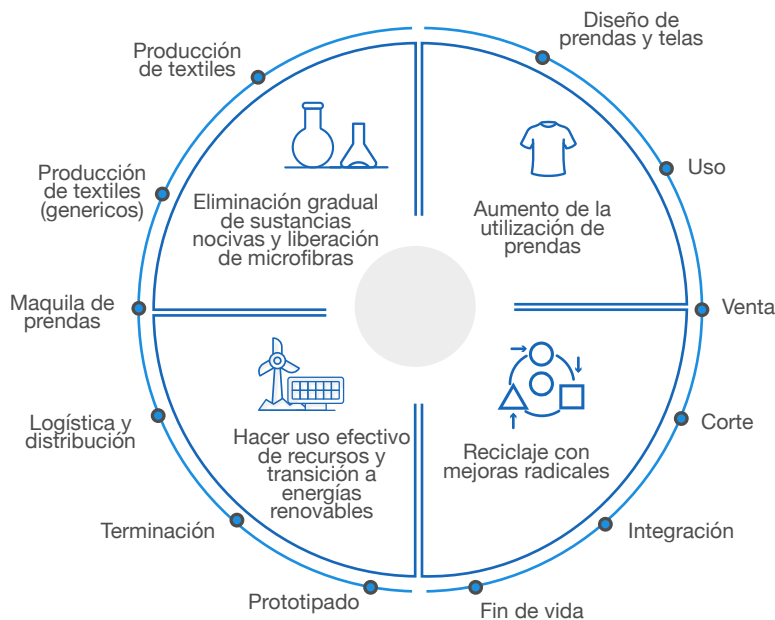 Diseño de
prendas y telas
Uso
Venta
Corte
Integración
Fin de vida
Prototipado
Terminación
Logística y
distribución
Maquila de
prendas
Producción
de textiles
(genericos)
Producción
de textiles
Eliminación gradual
de sustancias
nocivas y liberación
de microfibras
Aumento de la
utilización de
prendas
Hacer uso efectivo
de recursos y
transición a
energías
renovables
Reciclaje con
mejoras radicales